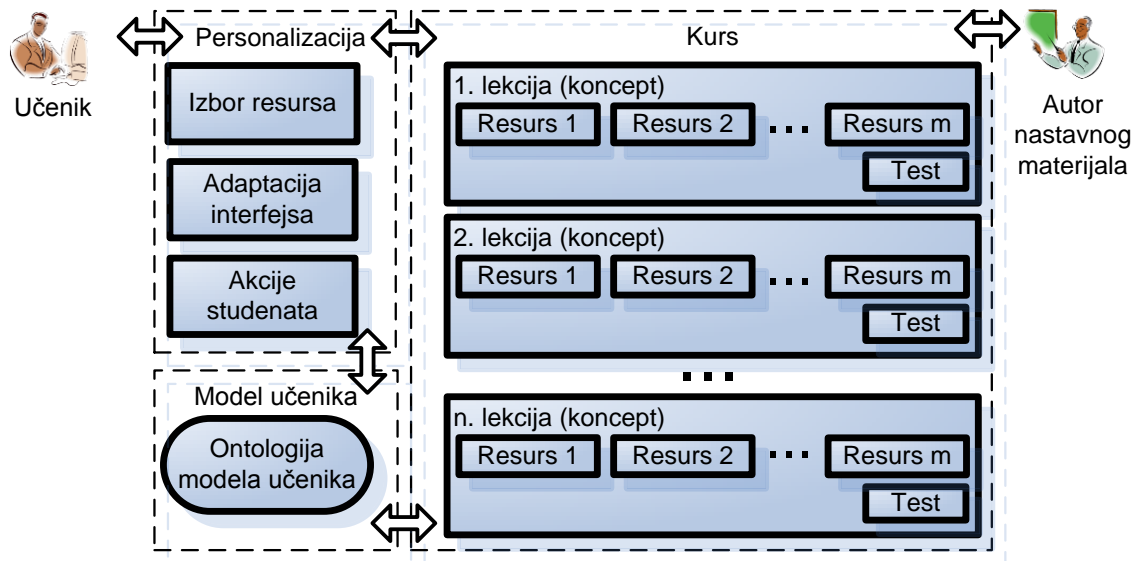 Učenik
Personalizacija
Izbor resursa
Adaptacija
interfejsa
Akcije
studenata
Model učenika
Ontologija
modela učenika
Kurs
1. lekcija (koncept)
Resurs 1
Resurs 2
...
Resurs m
Test
2. lekcija (koncept)
Resurs 1
Resurs 2
...
Resurs m
Test
...
n. lekcija (koncept)
Resurs 1
Resurs 2
...
Resurs m
Test
Autor
nastavnog
materijala